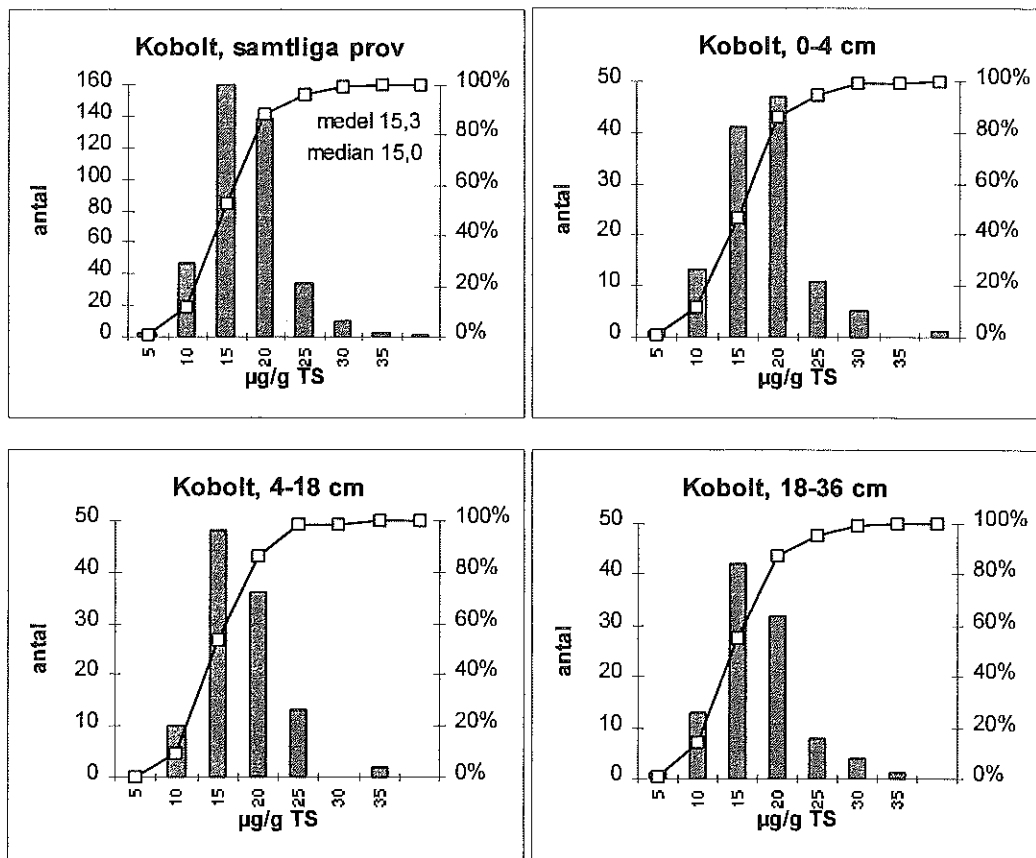 Kobolt, samtliga prov
160
140
120
100
80
60
40
20
0
antal
medel 15,3
median 15,0
100%
80%
60%
40%
20%
0%
5 10 15 20 25 30 35
µg/g TS
Kobolt, 0-4 cm
50
40
30
20
10
0
antal
100%
80%
60%
40%
20%
0%
5 10 15 20 25 30 35
µg/g TS
Kobolt, 4-18 cm
50
40
30
20
10
0
antal
100%
80%
60%
40%
20%
0%
5 10 15 20 25 30 35
µg/g TS
Kobolt, 18-36 cm
50
40
30
20
10
0
antal
100%
80%
60%
40%
20%
0%
5 10 15 20 25 30 35
µg/g TS